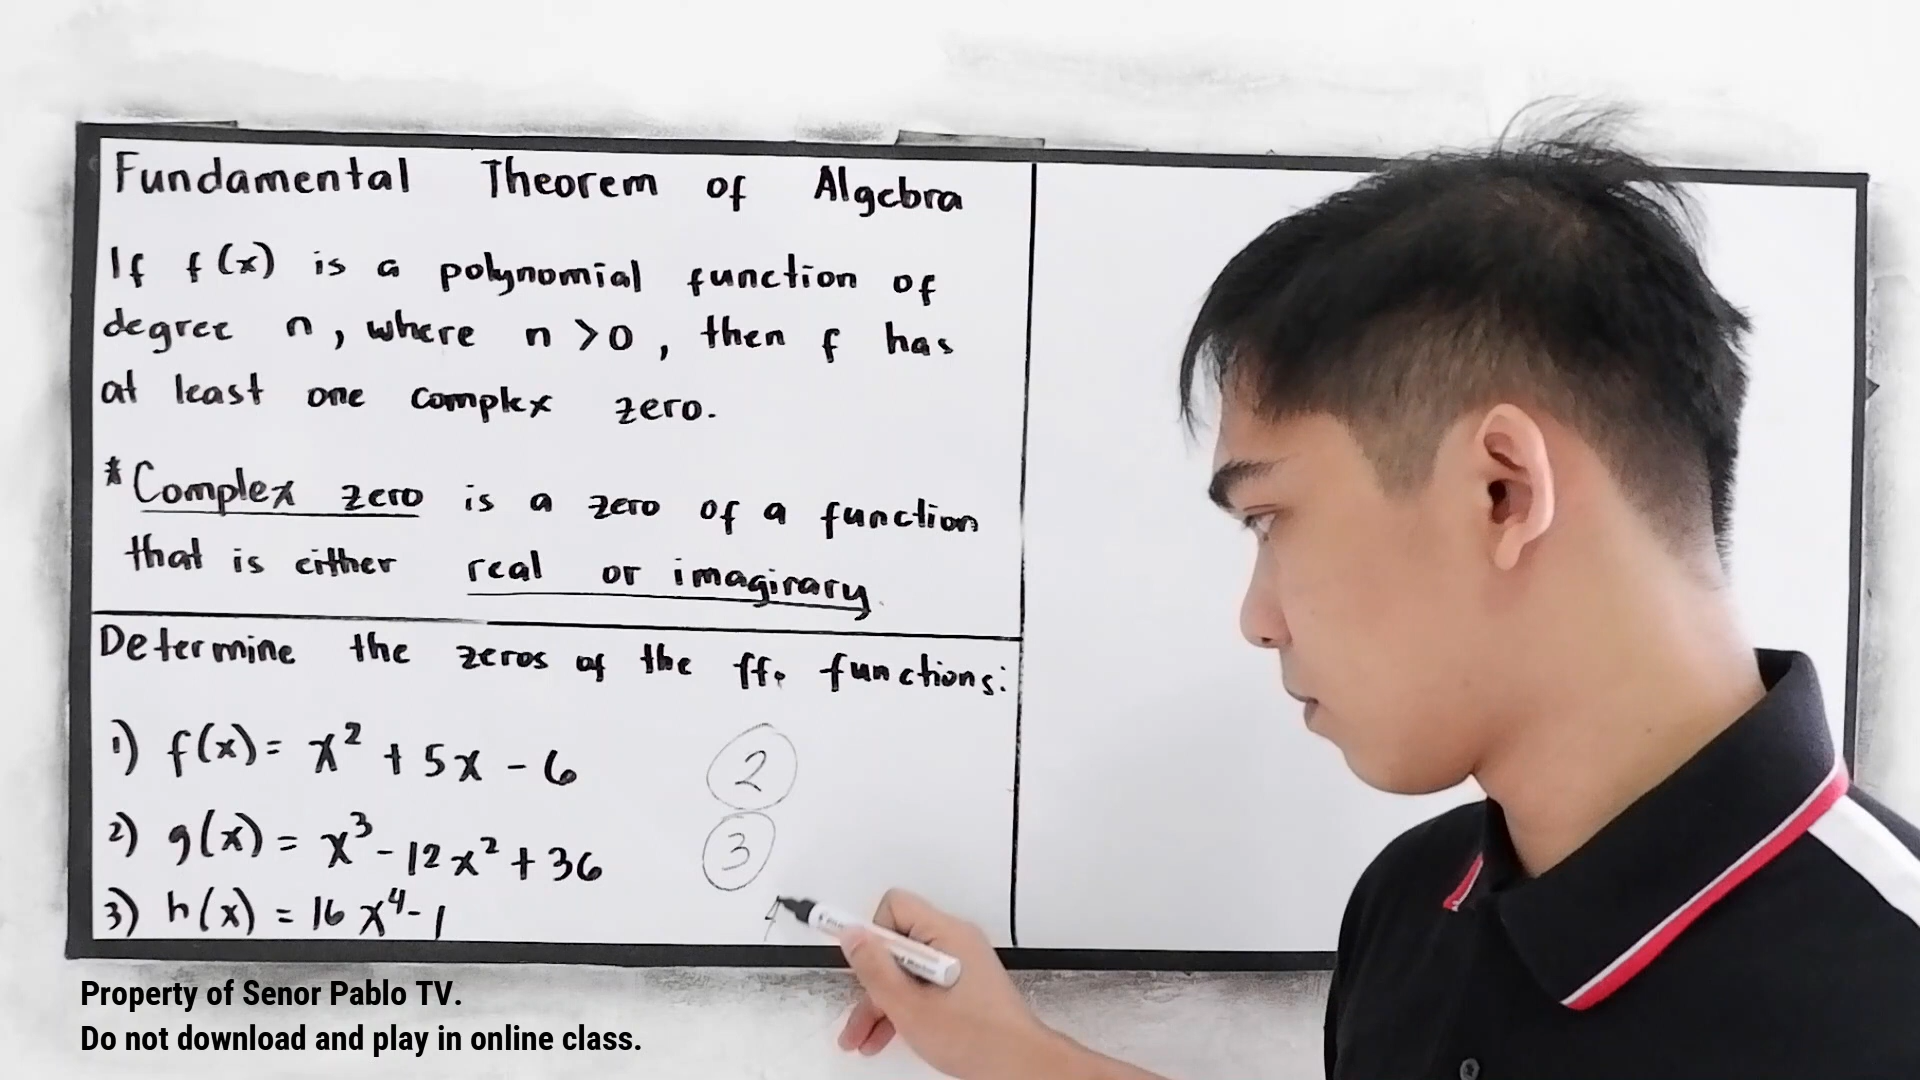 Fundamental Theorem of Algebra
If f(x) is a polynomial function of
degree n, where n > 0, then f has
at least one complex zero.
*Complex zero is a zero of a function
that is either real or imaginary.
Determine the zeros of the ff. functions:
1) f(x) = x² + 5x - 6
2
2) g(x) = x³ - 12x² + 36
3
3) h(x) = 16x⁴ - 1
Property of Senor Pablo TV.
Do not download and play in online class.